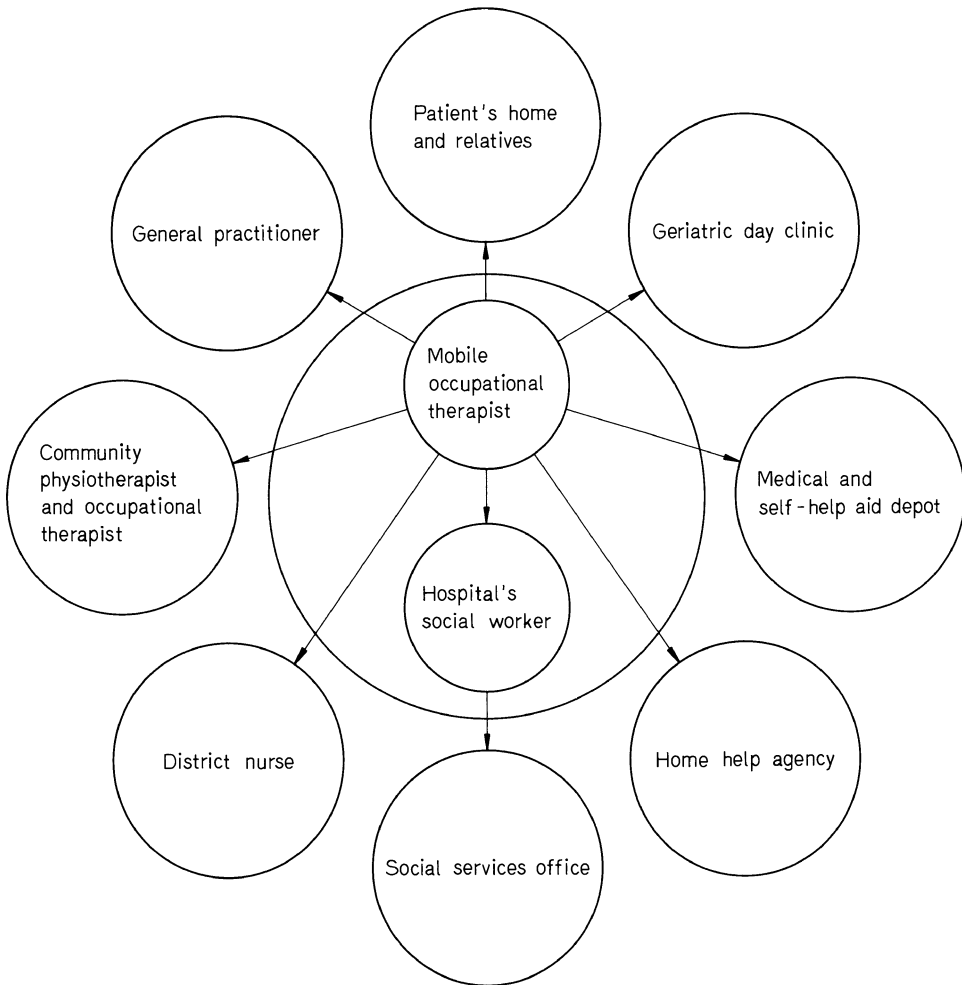 Patient's home
and relatives
General practitioner
Geriatric day clinic
Mobile
occupational
therapist
Community
physiotherapist
and occupational
therapist
Medical and
self-help aid depot
Hospital's
social worker
District nurse
Home help agency
Social services office